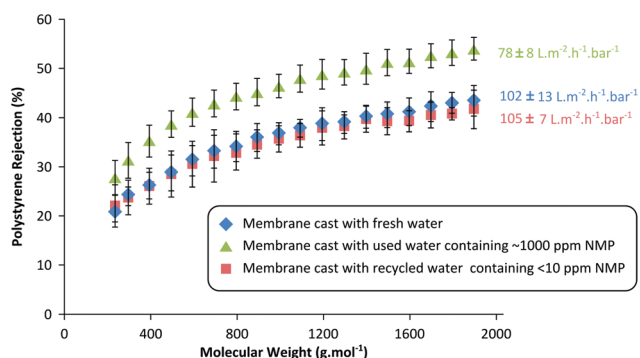 60
50
40
30
20
10
0
Polystyrene Rejection (%)
78 ± 8 L.m⁻².h⁻¹.bar⁻¹
102 ± 13 L.m⁻².h⁻¹.bar⁻¹
105 ± 7 L.m⁻².h⁻¹.bar⁻¹
Membrane cast with fresh water
Membrane cast with used water containing ~1000 ppm NMP
Membrane cast with recycled water containing <10 ppm NMP
0 400 800 1200 1600 2000
Molecular Weight (g.mol⁻¹)